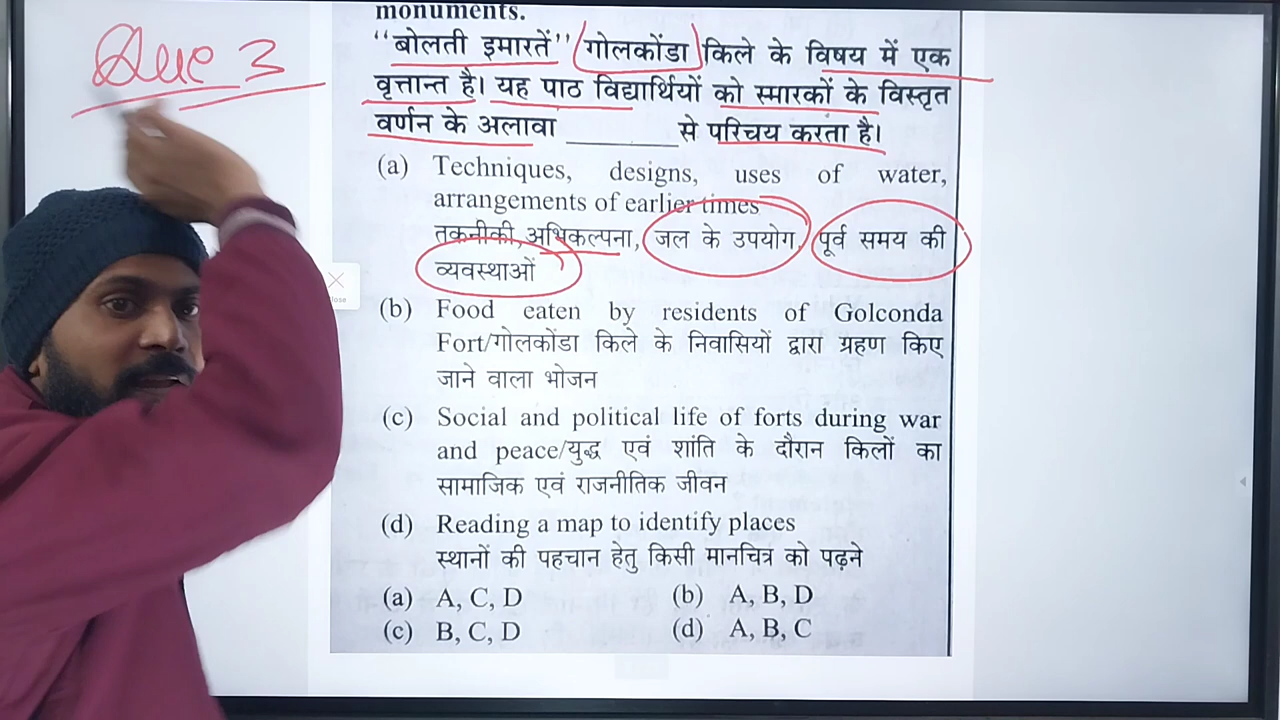 Que 3
monuments.
“बोलती इमारतें” गोलकोंडा किले के विषय में एक
वृत्तान्त है। यह पाठ विद्यार्थियों को स्मारकों के विस्तृत
वर्णन के अलावा ________ से परिचय करता है।
(a) Techniques, designs, uses of water,
arrangements of earlier times
तकनीकी, अभिकल्पना, जल के उपयोग, पूर्व समय की
व्यवस्थाओं
(b) Food eaten by residents of Golconda
Fort/गोलकोंडा किले के निवासियों द्वारा ग्रहण किए
जाने वाला भोजन
(c) Social and political life of forts during war
and peace/युद्ध एवं शांति के दौरान किलों का
सामाजिक एवं राजनीतिक जीवन
(d) Reading a map to identify places
स्थानों की पहचान हेतु किसी मानचित्र को पढ़ने
(a) A, C, D (b) A, B, D
(c) B, C, D (d) A, B, C